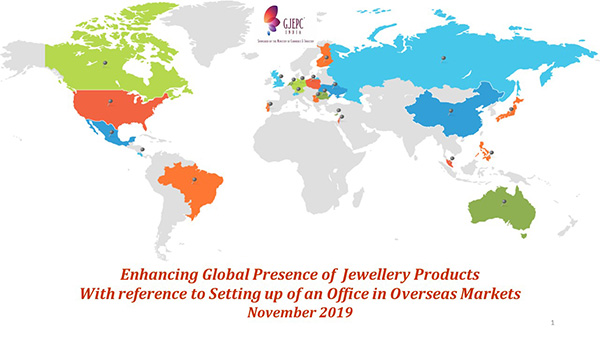 GJEPC
INDIA
Sponsored by the Ministry of Commerce & Industry
Enhancing Global Presence of Jewellery Products
With reference to Setting up of an Office in Overseas Markets
November 2019
1